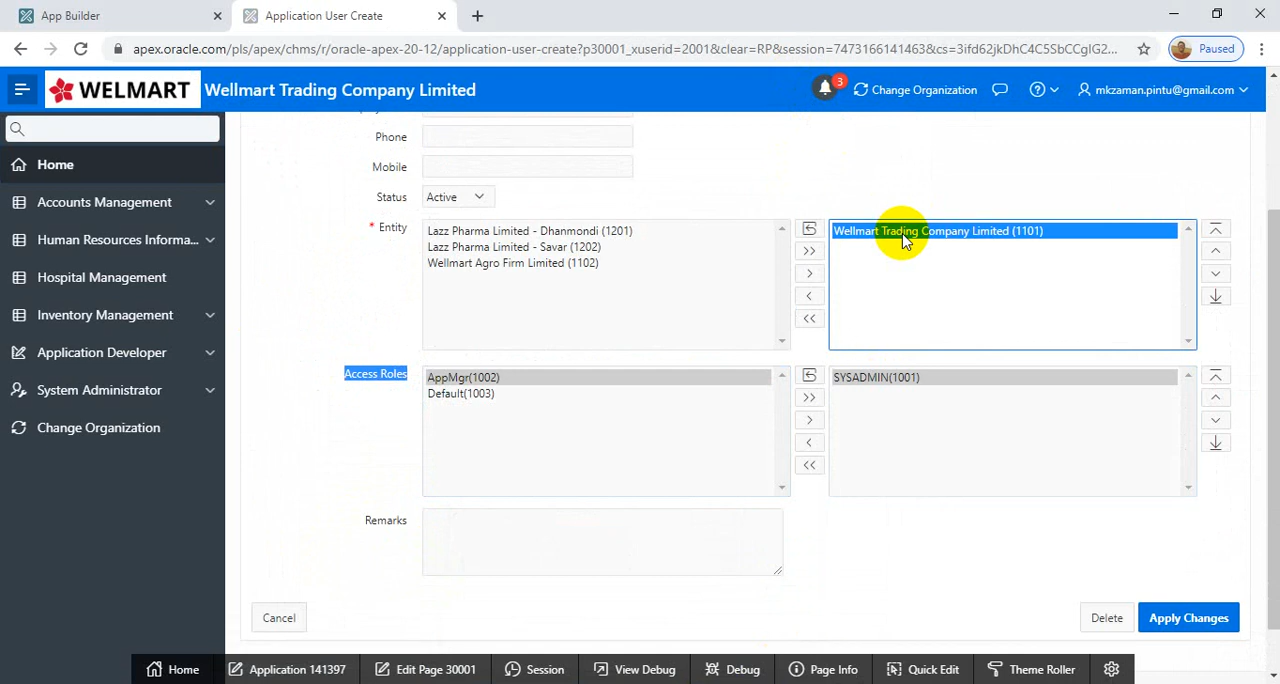 App Builder
Application User Create
apex.oracle.com/pls/apex/chms/r/oracle-apex-20-12/application-user-create?p30001_xuserid=2001&clear=RP&session=7473166141463&cs=3ifd62jkDhC4C5SbCCgIG2...
Paused
WELMART Wellmart Trading Company Limited
3
Change Organization
mkzaman.pintu@gmail.com
Home
Accounts Management
Human Resources Informa...
Hospital Management
Inventory Management
Application Developer
System Administrator
Change Organization
Phone
Mobile
Status Active
* Entity
Lazz Pharma Limited - Dhanmondi (1201)
Lazz Pharma Limited - Savar (1202)
Wellmart Agro Firm Limited (1102)
Wellmart Trading Company Limited (1101)
Access Roles
AppMgr(1002)
Default(1003)
SYSADMIN(1001)
Remarks
Cancel
Delete
Apply Changes
Home
Application 141397
Edit Page 30001
Session
View Debug
Debug
Page Info
Quick Edit
Theme Roller